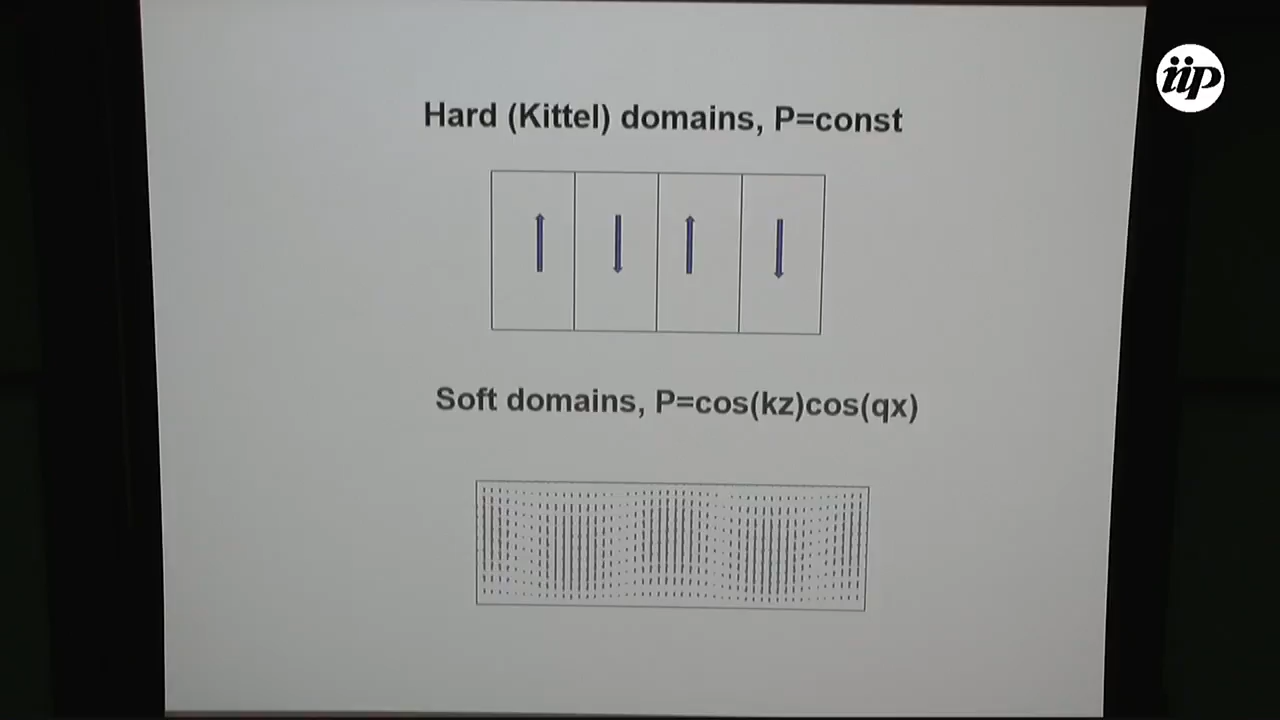 iip
Hard (Kittel) domains, P=const
Soft domains, P=cos(kz)cos(qx)